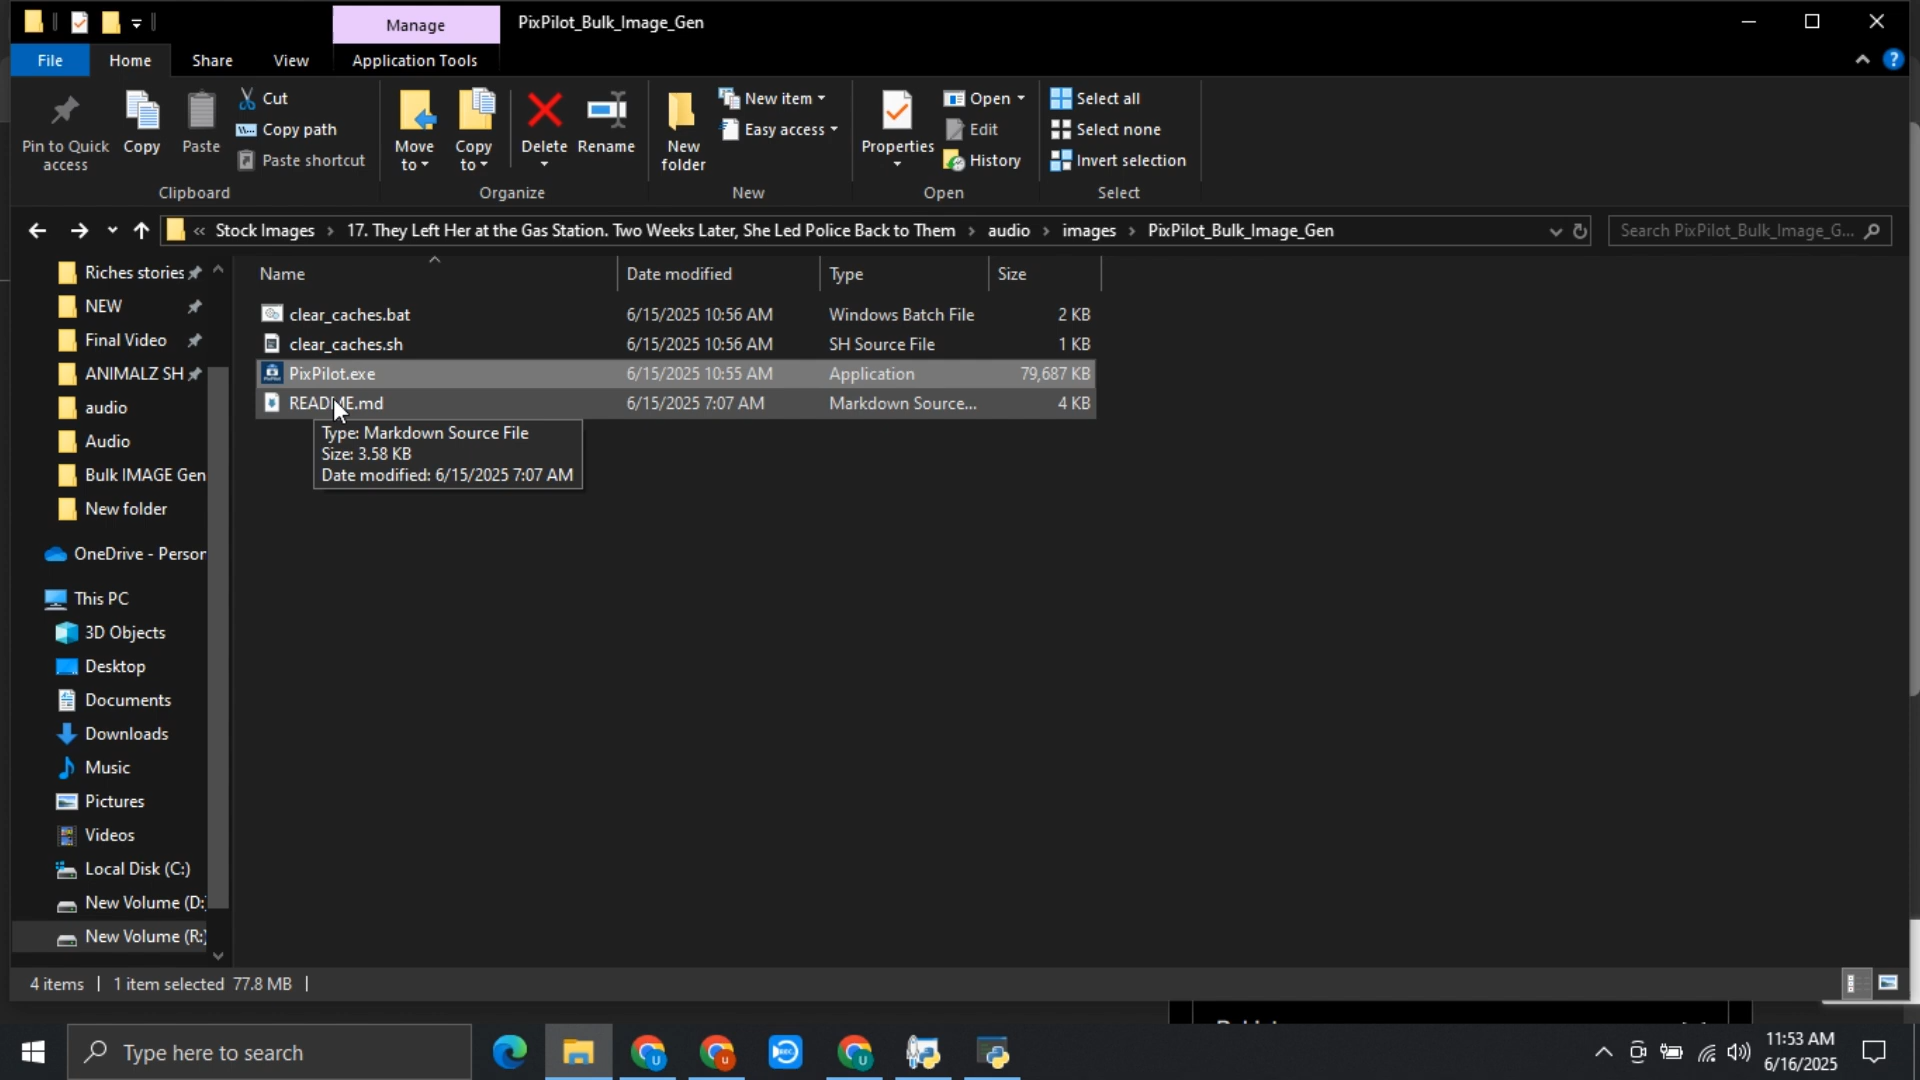 Manage
PixPilot_Bulk_Image_Gen
File
Home
Share
View
Application Tools
Pin to Quick
access
Copy
Paste
Cut
Copy path
Paste shortcut
Clipboard
Move
to
Copy
to
Delete
Rename
Organize
New
folder
New item
Easy access
New
Properties
Open
Edit
History
Open
Select all
Select none
Invert selection
Select
« Stock Images › 17. They Left Her at the Gas Station. Two Weeks Later, She Led Police Back to Them › audio › images › PixPilot_Bulk_Image_Gen
Search PixPilot_Bulk_Image_G...
Name
Date modified
Type
Size
clear_caches.bat 6/15/2025 10:56 AM Windows Batch File 2 KB
clear_caches.sh 6/15/2025 10:56 AM SH Source File 1 KB
PixPilot.exe 6/15/2025 10:55 AM Application 79,687 KB
README.md 6/15/2025 7:07 AM Markdown Source... 4 KB
Type: Markdown Source File
Size: 3.58 KB
Date modified: 6/15/2025 7:07 AM
Riches stories
NEW
Final Video
ANIMALZ SH
audio
Audio
Bulk IMAGE Gen
New folder
OneDrive - Person
This PC
3D Objects
Desktop
Documents
Downloads
Music
Pictures
Videos
Local Disk (C:)
New Volume (D:)
New Volume (R:)
4 items
1 item selected 77.8 MB
Type here to search
11:53 AM
6/16/2025